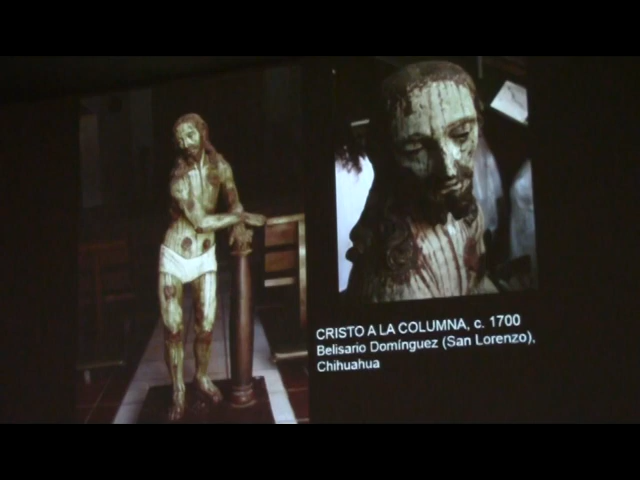 CRISTO A LA COLUMNA, c. 1700
Belisario Domínguez (San Lorenzo),
Chihuahua